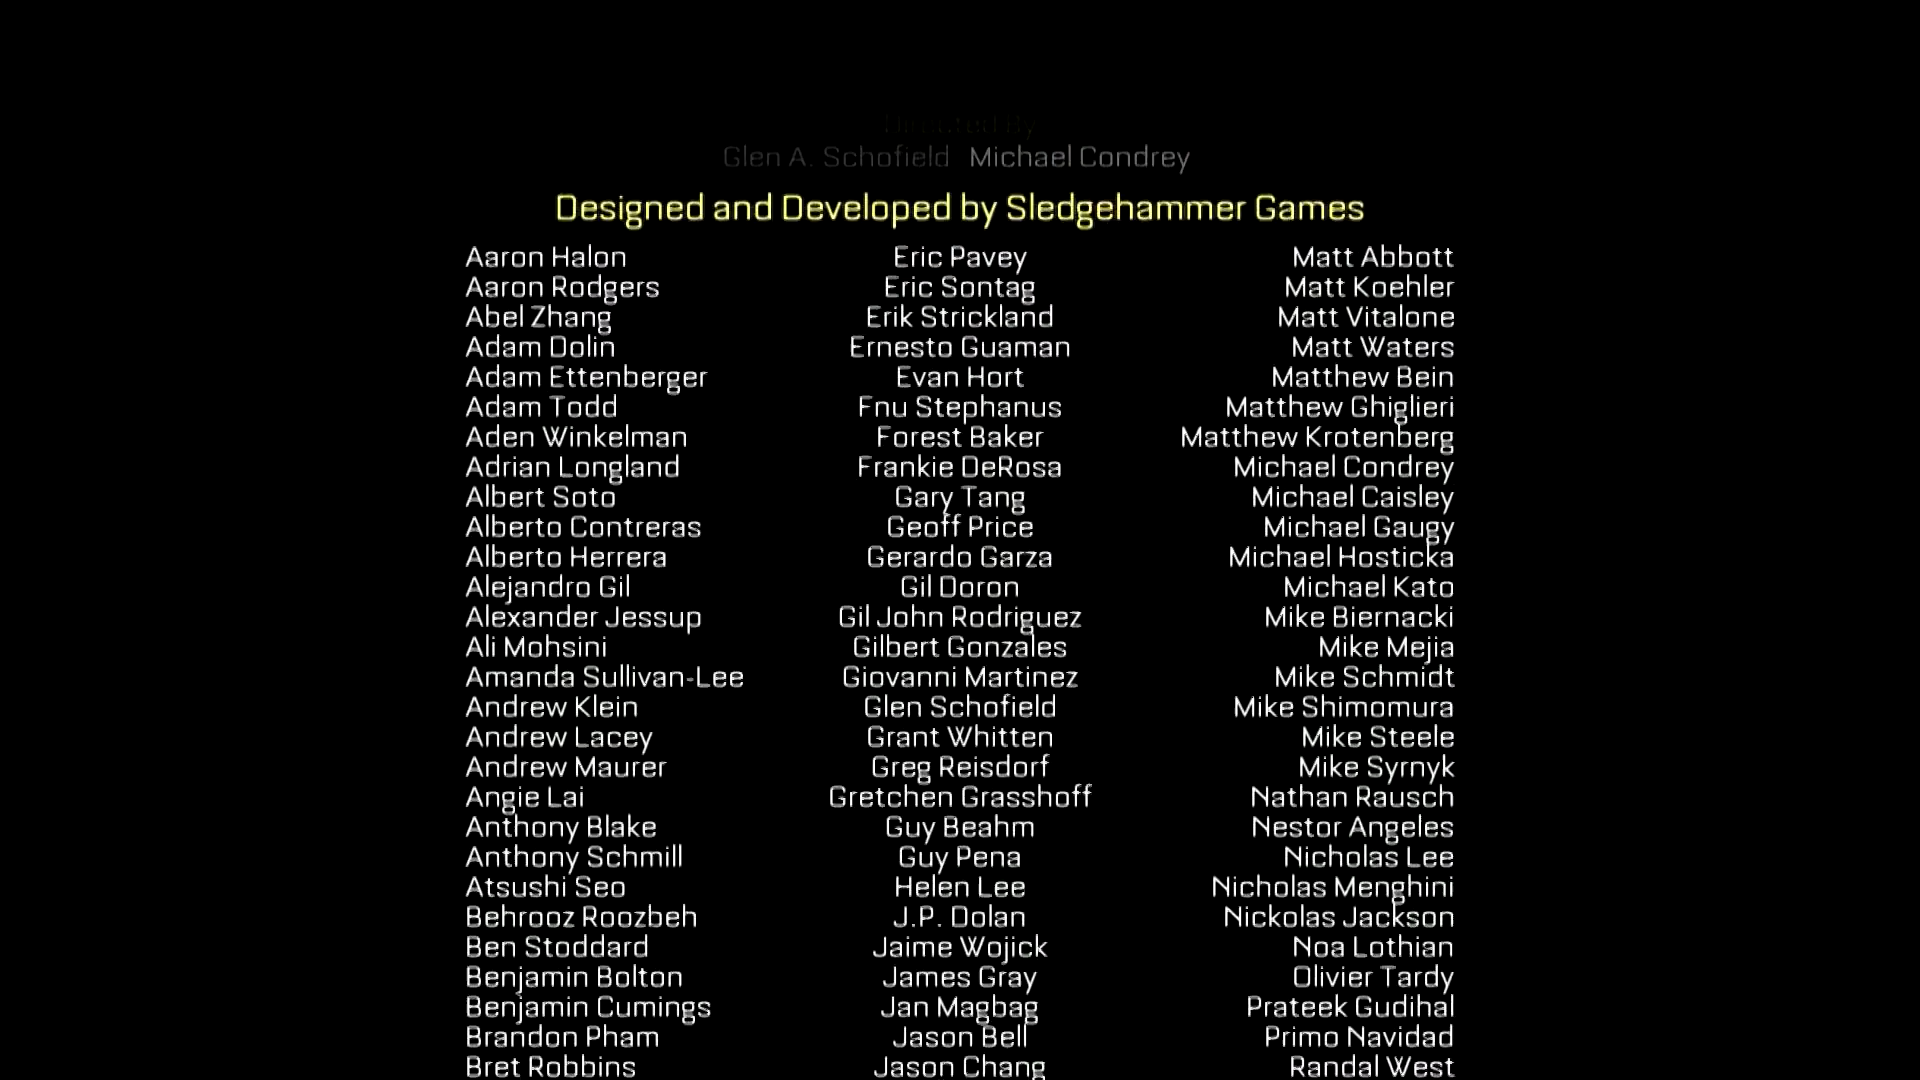 Directed By
Glen A. Schofield Michael Condrey
Designed and Developed by Sledgehammer Games
Aaron Halon Eric Pavey Matt Abbott
Aaron Rodgers Eric Sontag Matt Koehler
Abel Zhang Erik Strickland Matt Vitalone
Adam Dolin Ernesto Guaman Matt Waters
Adam Ettenberger Evan Hort Matthew Bein
Adam Todd Fnu Stephanus Matthew Ghiglieri
Aden Winkelman Forest Baker Matthew Krotenberg
Adrian Longland Frankie DeRosa Michael Condrey
Albert Soto Gary Tang Michael Caisley
Alberto Contreras Geoff Price Michael Gaugy
Alberto Herrera Gerardo Garza Michael Hosticka
Alejandro Gil Gil Doron Michael Kato
Alexander Jessup Gil John Rodriguez Mike Biernacki
Ali Mohsini Gilbert Gonzales Mike Mejia
Amanda Sullivan-Lee Giovanni Martinez Mike Schmidt
Andrew Klein Glen Schofield Mike Shimomura
Andrew Lacey Grant Whitten Mike Steele
Andrew Maurer Greg Reisdorf Mike Syrnyk
Angie Lai Gretchen Grasshoff Nathan Rausch
Anthony Blake Guy Beahm Nestor Angeles
Anthony Schmill Guy Pena Nicholas Lee
Atsushi Seo Helen Lee Nicholas Menghini
Behrooz Roozbeh J.P. Dolan Nickolas Jackson
Ben Stoddard Jaime Wojick Noa Lothian
Benjamin Bolton James Gray Olivier Tardy
Benjamin Cumings Jan Magbag Prateek Gudihal
Brandon Pham Jason Bell Primo Navidad
Bret Robbins Jason Chang Randal West